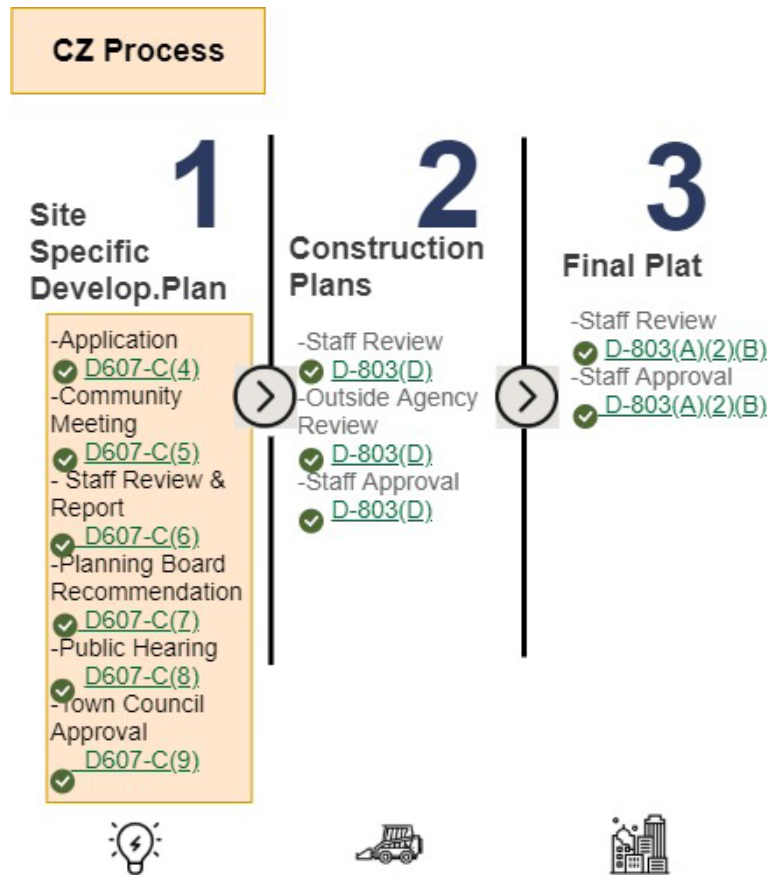 CZ Process
1
Site
Specific
Develop.Plan
-Application
D607-C(4)
-Community
Meeting
D607-C(5)
- Staff Review &
Report
D607-C(6)
-Planning Board
Recommendation
D607-C(7)
-Public Hearing
D607-C(8)
-Town Council
Approval
D607-C(9)
2
Construction
Plans
-Staff Review
D-803(D)
-Outside Agency
Review
D-803(D)
-Staff Approval
D-803(D)
3
Final Plat
-Staff Review
D-803(A)(2)(B)
-Staff Approval
D-803(A)(2)(B)